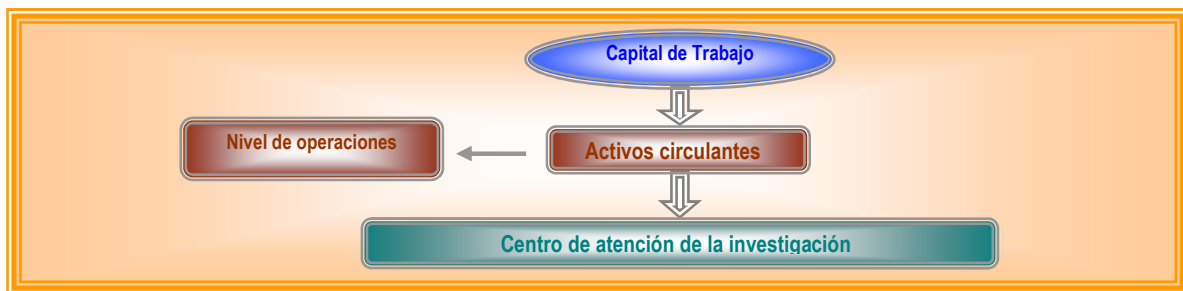 Capital de Trabajo
Nivel de operaciones
Activos circulantes
Centro de atención de la investigación